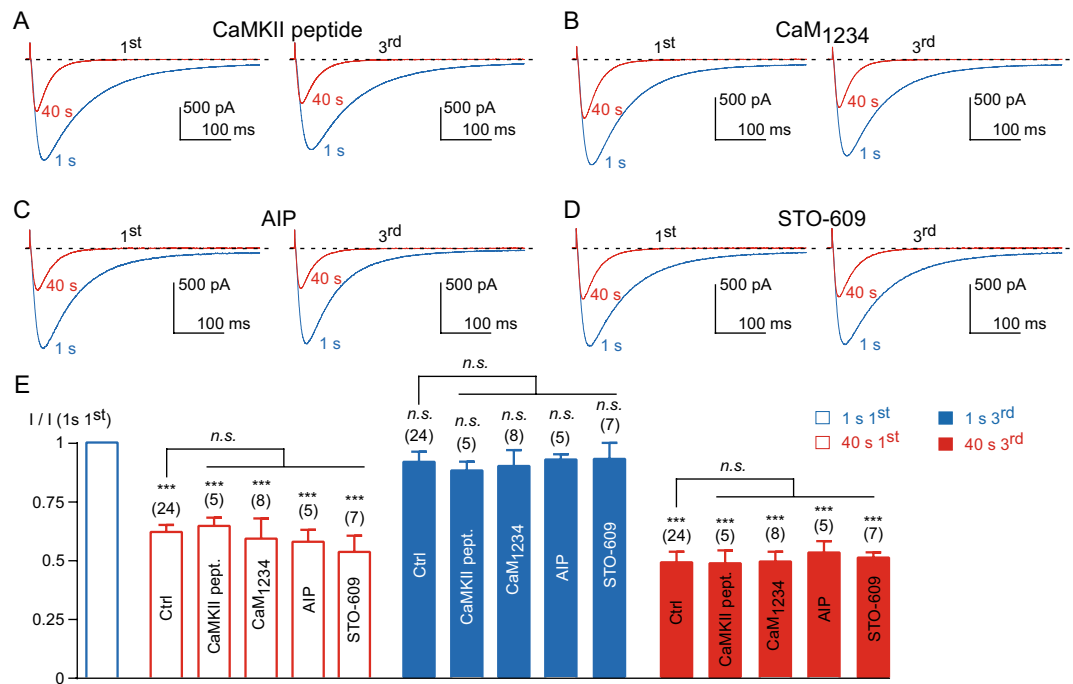 A
CaMKII peptide
1st
3rd
40 s
1 s
500 pA
100 ms
40 s
1 s
500 pA
100 ms
B
CaM1234
1st
3rd
40 s
1 s
500 pA
100 ms
40 s
1 s
500 pA
100 ms
C
AIP
1st
3rd
40 s
1 s
500 pA
100 ms
40 s
1 s
500 pA
100 ms
D
STO-609
1st
3rd
40 s
1 s
500 pA
100 ms
40 s
1 s
500 pA
100 ms
E
I / I (1s 1st)
1
0.75
0.5
0.25
0
n.s.
*** *** *** *** ***
(24) (5) (8) (5) (7)
Ctrl
CaMKII pept.
CaM1234
AIP
STO-609
n.s.
n.s. n.s. n.s. n.s. n.s.
(24) (5) (8) (5) (7)
Ctrl
CaMKII pept.
CaM1234
AIP
STO-609
n.s.
*** *** *** *** ***
(24) (5) (8) (5) (7)
Ctrl
CaMKII pept.
CaM1234
AIP
STO-609
1 s 1st
1 s 3rd
40 s 1st
40 s 3rd